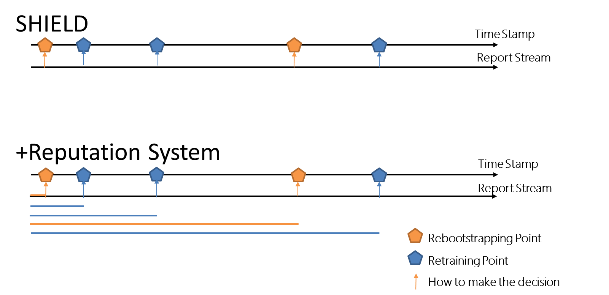 SHIELD
Time Stamp
Report Stream
+Reputation System
Time Stamp
Report Stream
Rebootstrapping Point
Retraining Point
How to make the decision